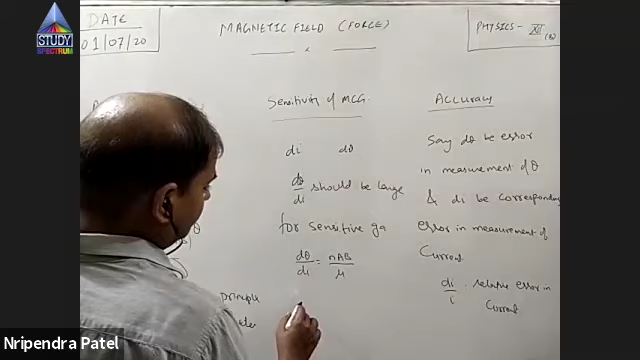 STUDY
SPECTRUM
DATE
01/07/20
MAGNETIC FIELD (FORCE)
PHYSICS - XII (B)
Sensitivity of MCG.
di dθ
dθ/di should be large
for sensitive ga
dθ/di = nAB/μ
Accuracy
Say dθ be error
in measurement of θ
& di be corresponding
error in measurement of
Current
di/i . relative error in
Current
principle
Nripendra Patel